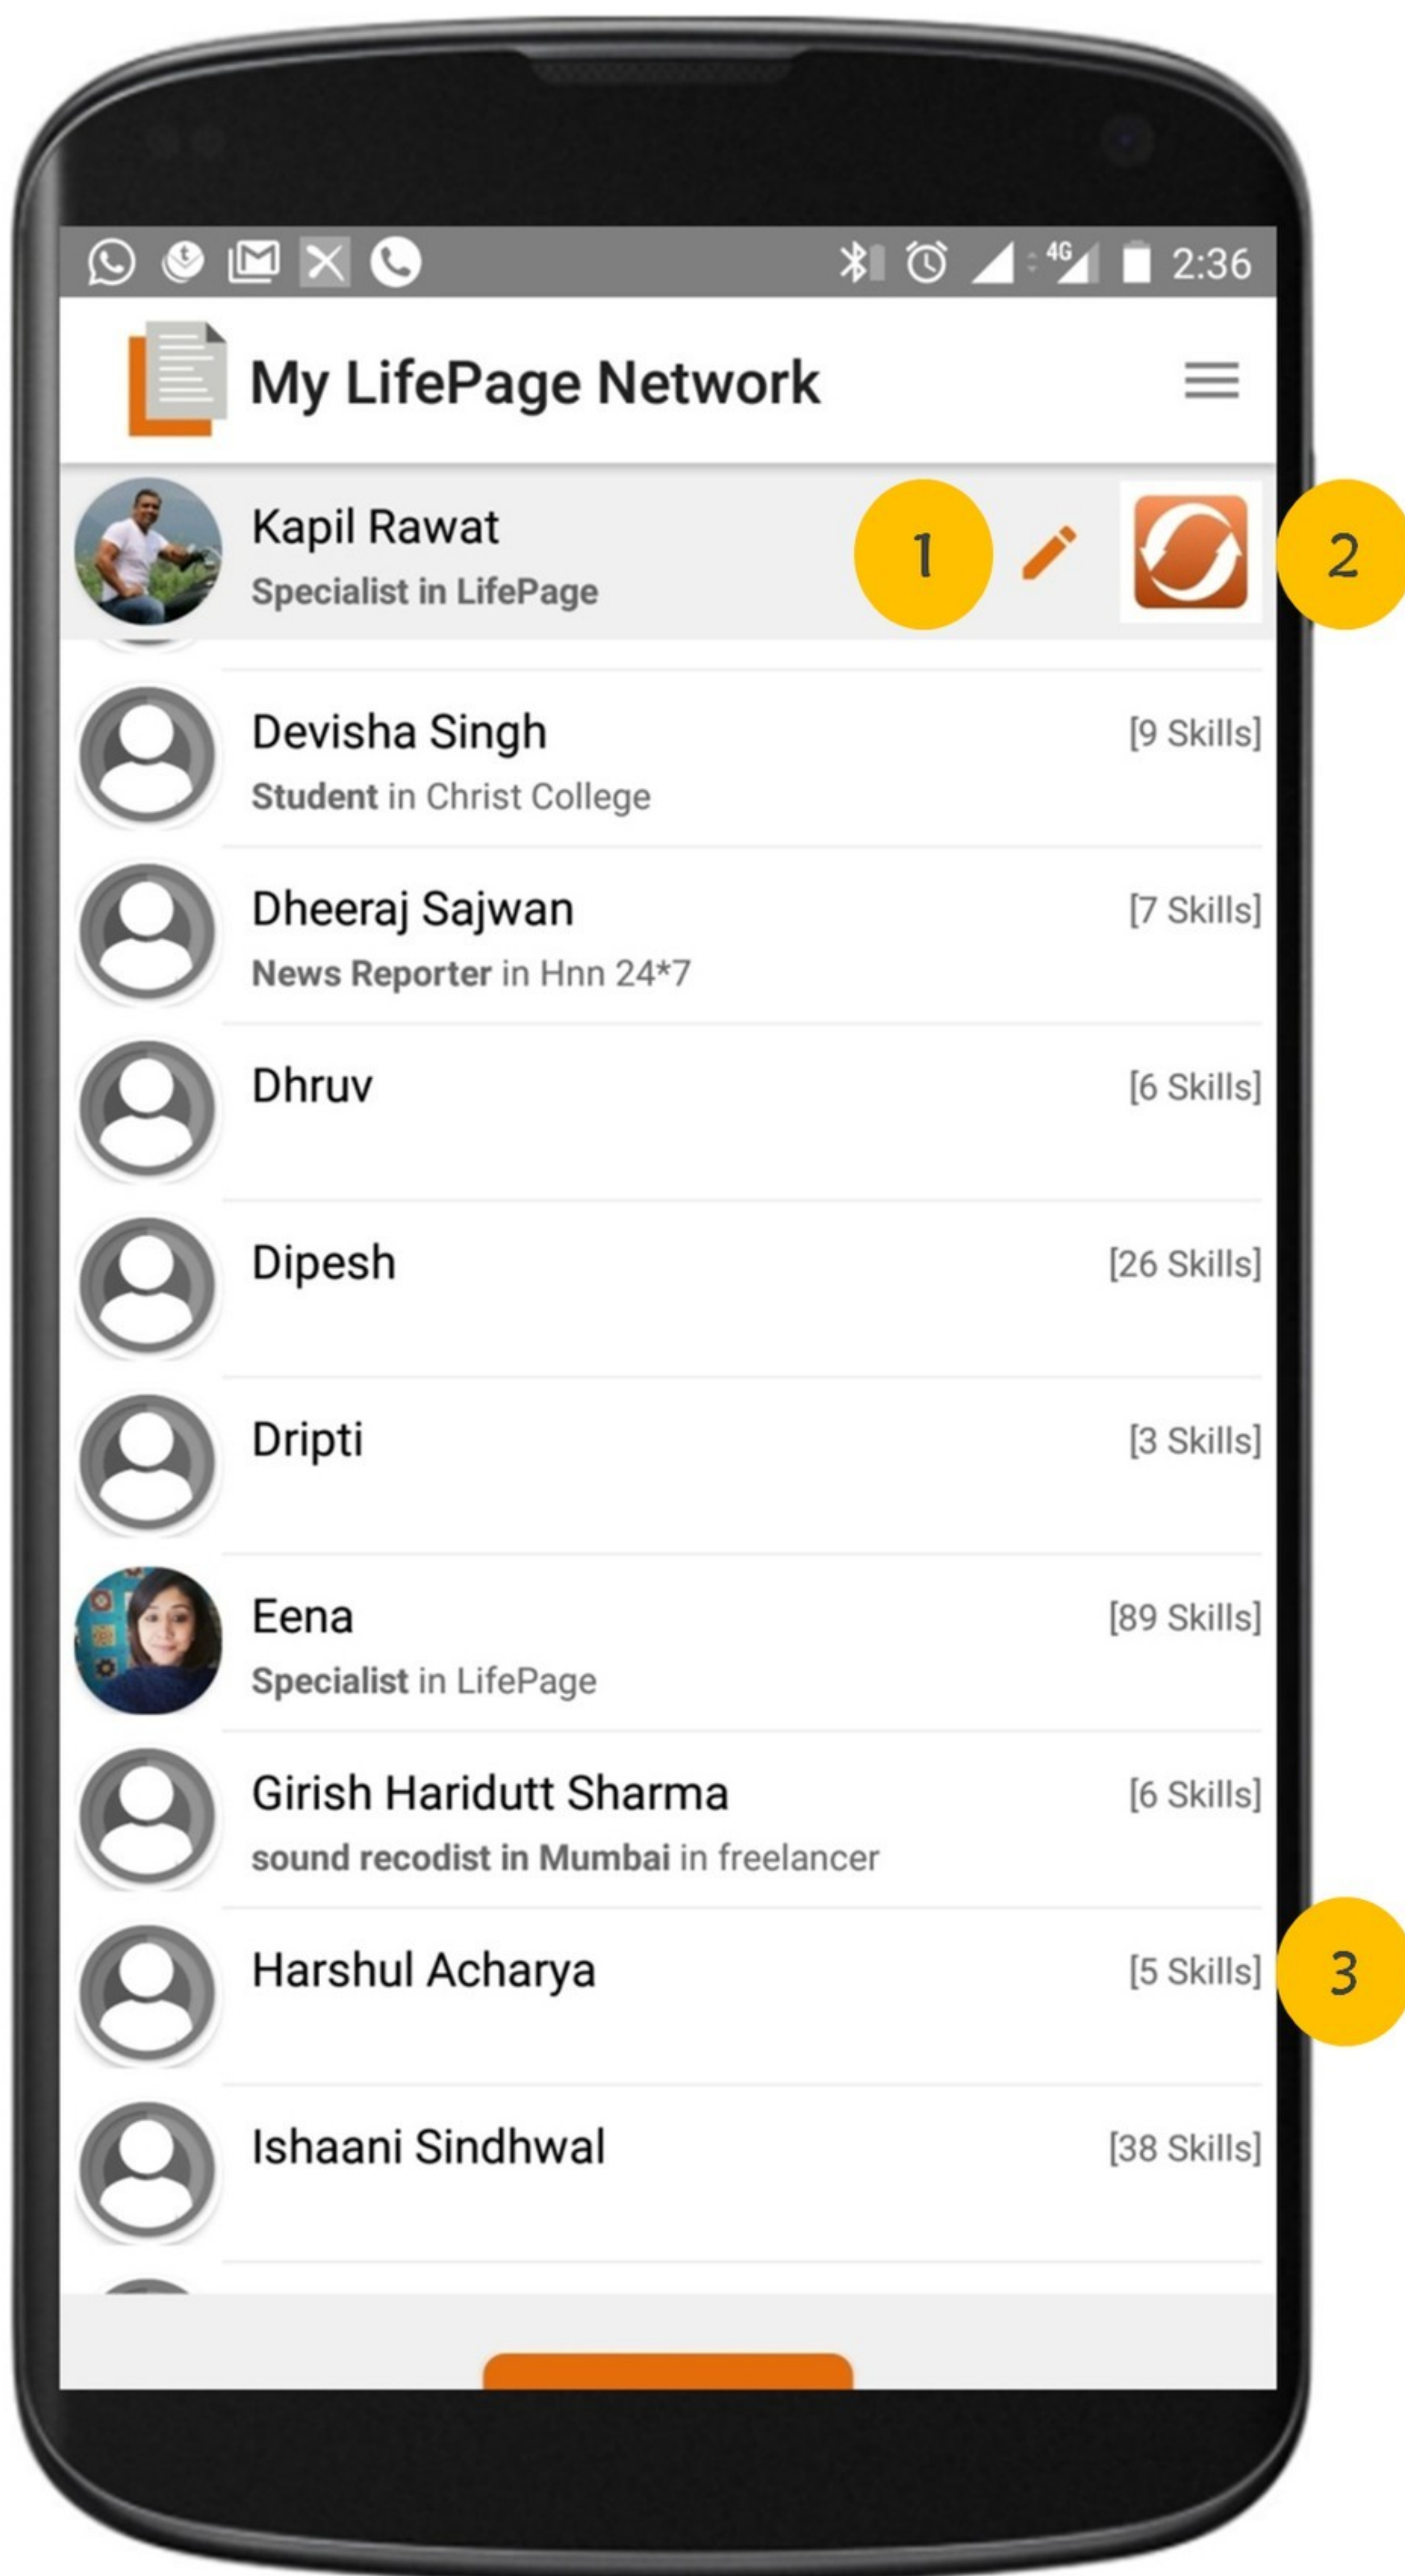 4G 2:36
My LifePage Network
Kapil Rawat
Specialist in LifePage
1
2
Devisha Singh [9 Skills]
Student in Christ College
Dheeraj Sajwan [7 Skills]
News Reporter in Hnn 24*7
Dhruv [6 Skills]
Dipesh [26 Skills]
Dripti [3 Skills]
Eena [89 Skills]
Specialist in LifePage
Girish Haridutt Sharma [6 Skills]
sound recodist in Mumbai in freelancer
Harshul Acharya [5 Skills] 3
Ishaani Sindhwal [38 Skills]